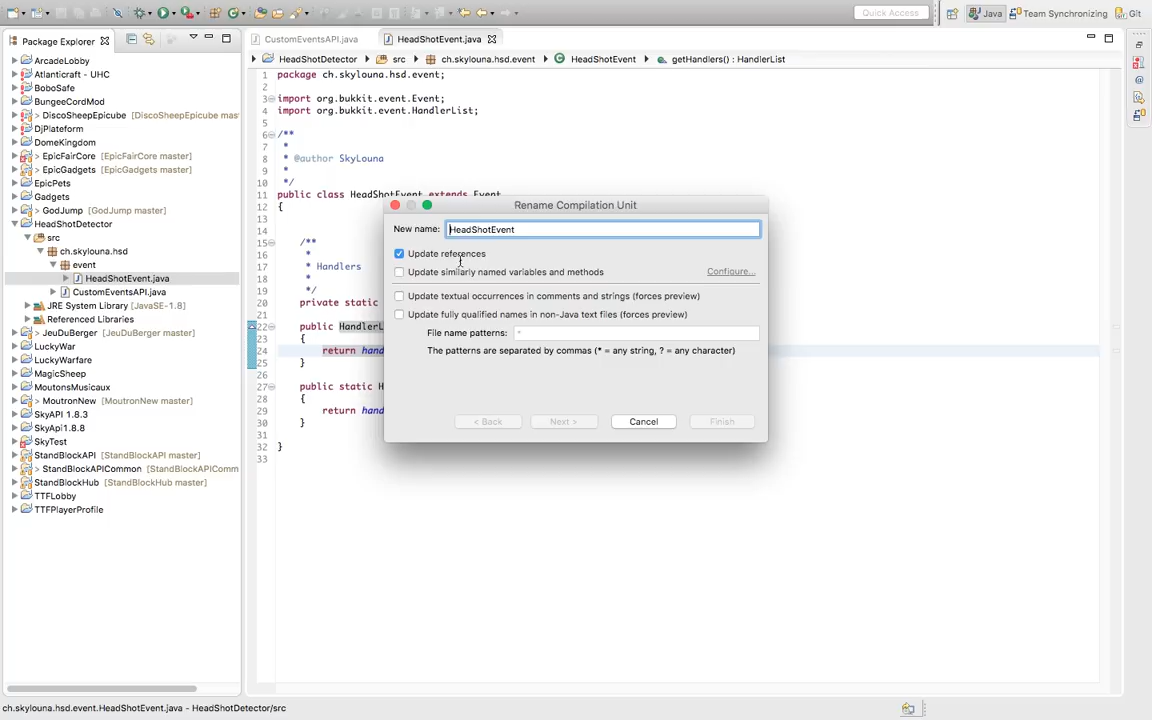 Quick Access
Java
Team Synchronizing
Git
Package Explorer
ArcadeLobby
Atlanticraft - UHC
BoboSafe
BungeeCordMod
> DiscoSheepEpicube [DiscoSheepEpicube mas
DjPlateform
DomeKingdom
> EpicFairCore [EpicFairCore master]
> EpicGadgets [EpicGadgets master]
EpicPets
Gadgets
> GodJump [GodJump master]
HeadShotDetector
src
ch.skylouna.hsd
event
HeadShotEvent.java
CustomEventsAPI.java
JRE System Library [JavaSE-1.8]
Referenced Libraries
> JeuDuBerger [JeuDuBerger master]
LuckyWar
LuckyWarfare
MagicSheep
MoutonsMusicaux
> MoutronNew [MoutronNew master]
SkyAPI 1.8.3
SkyApi1.8.8
SkyTest
StandBlockAPI [StandBlockAPI master]
> StandBlockAPICommon [StandBlockAPIComm
StandBlockHub [StandBlockHub master]
TTFLobby
TTFPlayerProfile
CustomEventsAPI.java
HeadShotEvent.java
HeadShotDetector
src
ch.skylouna.hsd.event
HeadShotEvent
getHandlers() : HandlerList
1 package ch.skylouna.hsd.event;
2
3 import org.bukkit.event.Event;
4 import org.bukkit.event.HandlerList;
5
6 /**
7 *
8 * @author SkyLouna
9 *
10 */
11 public class HeadShotEvent extends Event
12 {
13
14
15 /**
16 *
17 * Handlers
18 *
19 */
20 private static
21
22 public HandlerL
23 {
24 return hand
25 }
26
27 public static H
28 {
29 return hand
30 }
31
32 }
33
Rename Compilation Unit
New name: HeadShotEvent
Update references
Update similarly named variables and methods
Configure...
Update textual occurrences in comments and strings (forces preview)
Update fully qualified names in non-Java text files (forces preview)
File name patterns: *
The patterns are separated by commas (* = any string, ? = any character)
< Back
Next >
Cancel
Finish
ch.skylouna.hsd.event.HeadShotEvent.java - HeadShotDetector/src